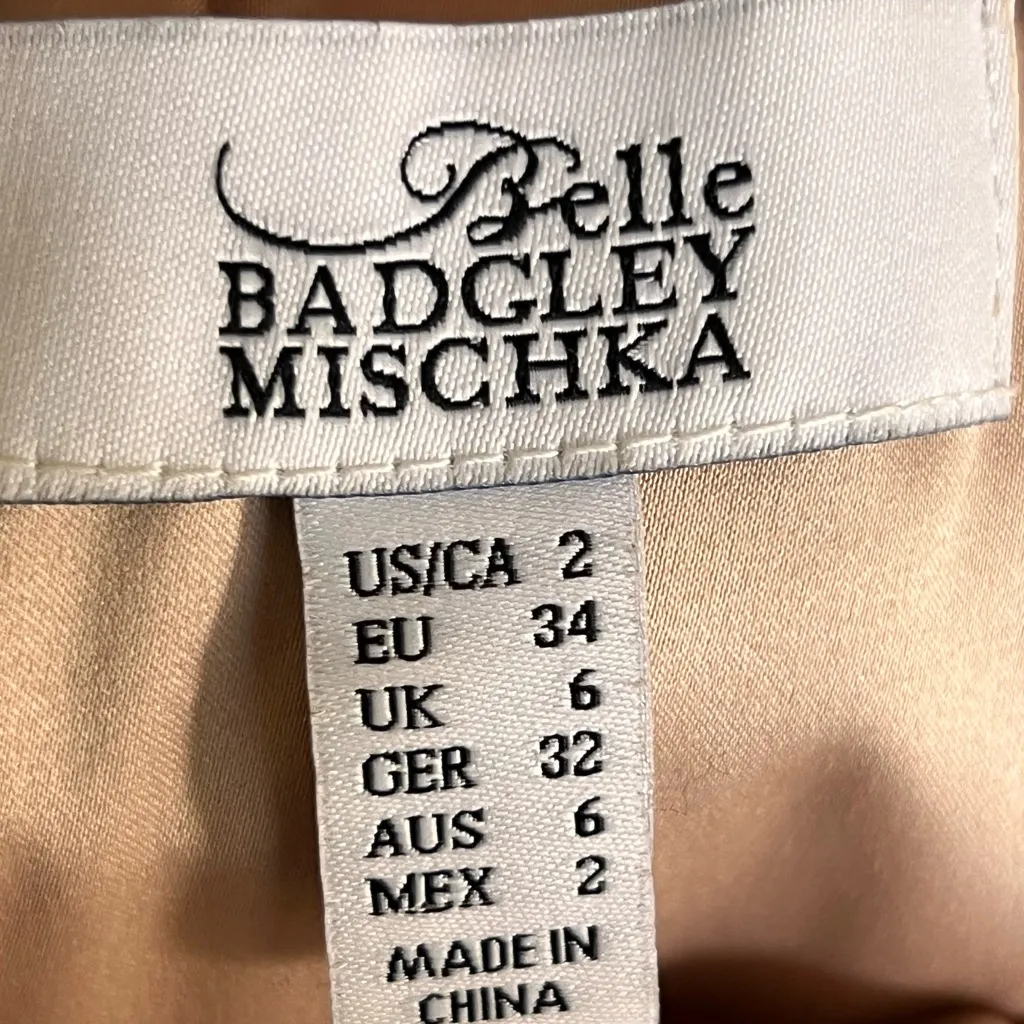 Belle
BADGLEY
MISCHKA
US/CA 2
EU 34
UK 6
GER 32
AUS 6
MEX 2
MADE IN
CHINA